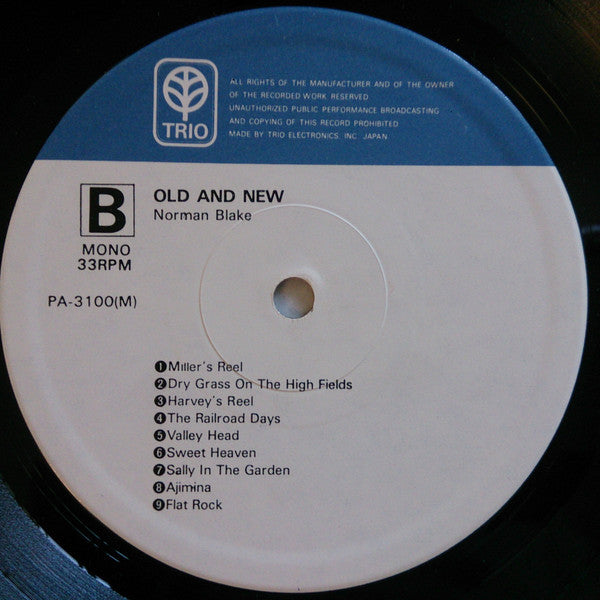 TRIO
ALL RIGHTS OF THE MANUFACTURER AND OF THE OWNER
OF THE RECORDED WORK RESERVED
UNAUTHORIZED PUBLIC PERFORMANCE BROADCASTING
AND COPYING OF THIS RECORD PROHIBITED
MADE BY TRIO ELECTRONICS, INC. JAPAN
B
MONO
33RPM
OLD AND NEW
Norman Blake
PA-3100(M)
❶Miller's Reel
❷Dry Grass On The High Fields
❸Harvey's Reel
❹The Railroad Days
❺Valley Head
❻Sweet Heaven
❼Sally In The Garden
❽Ajimina
❾Flat Rock